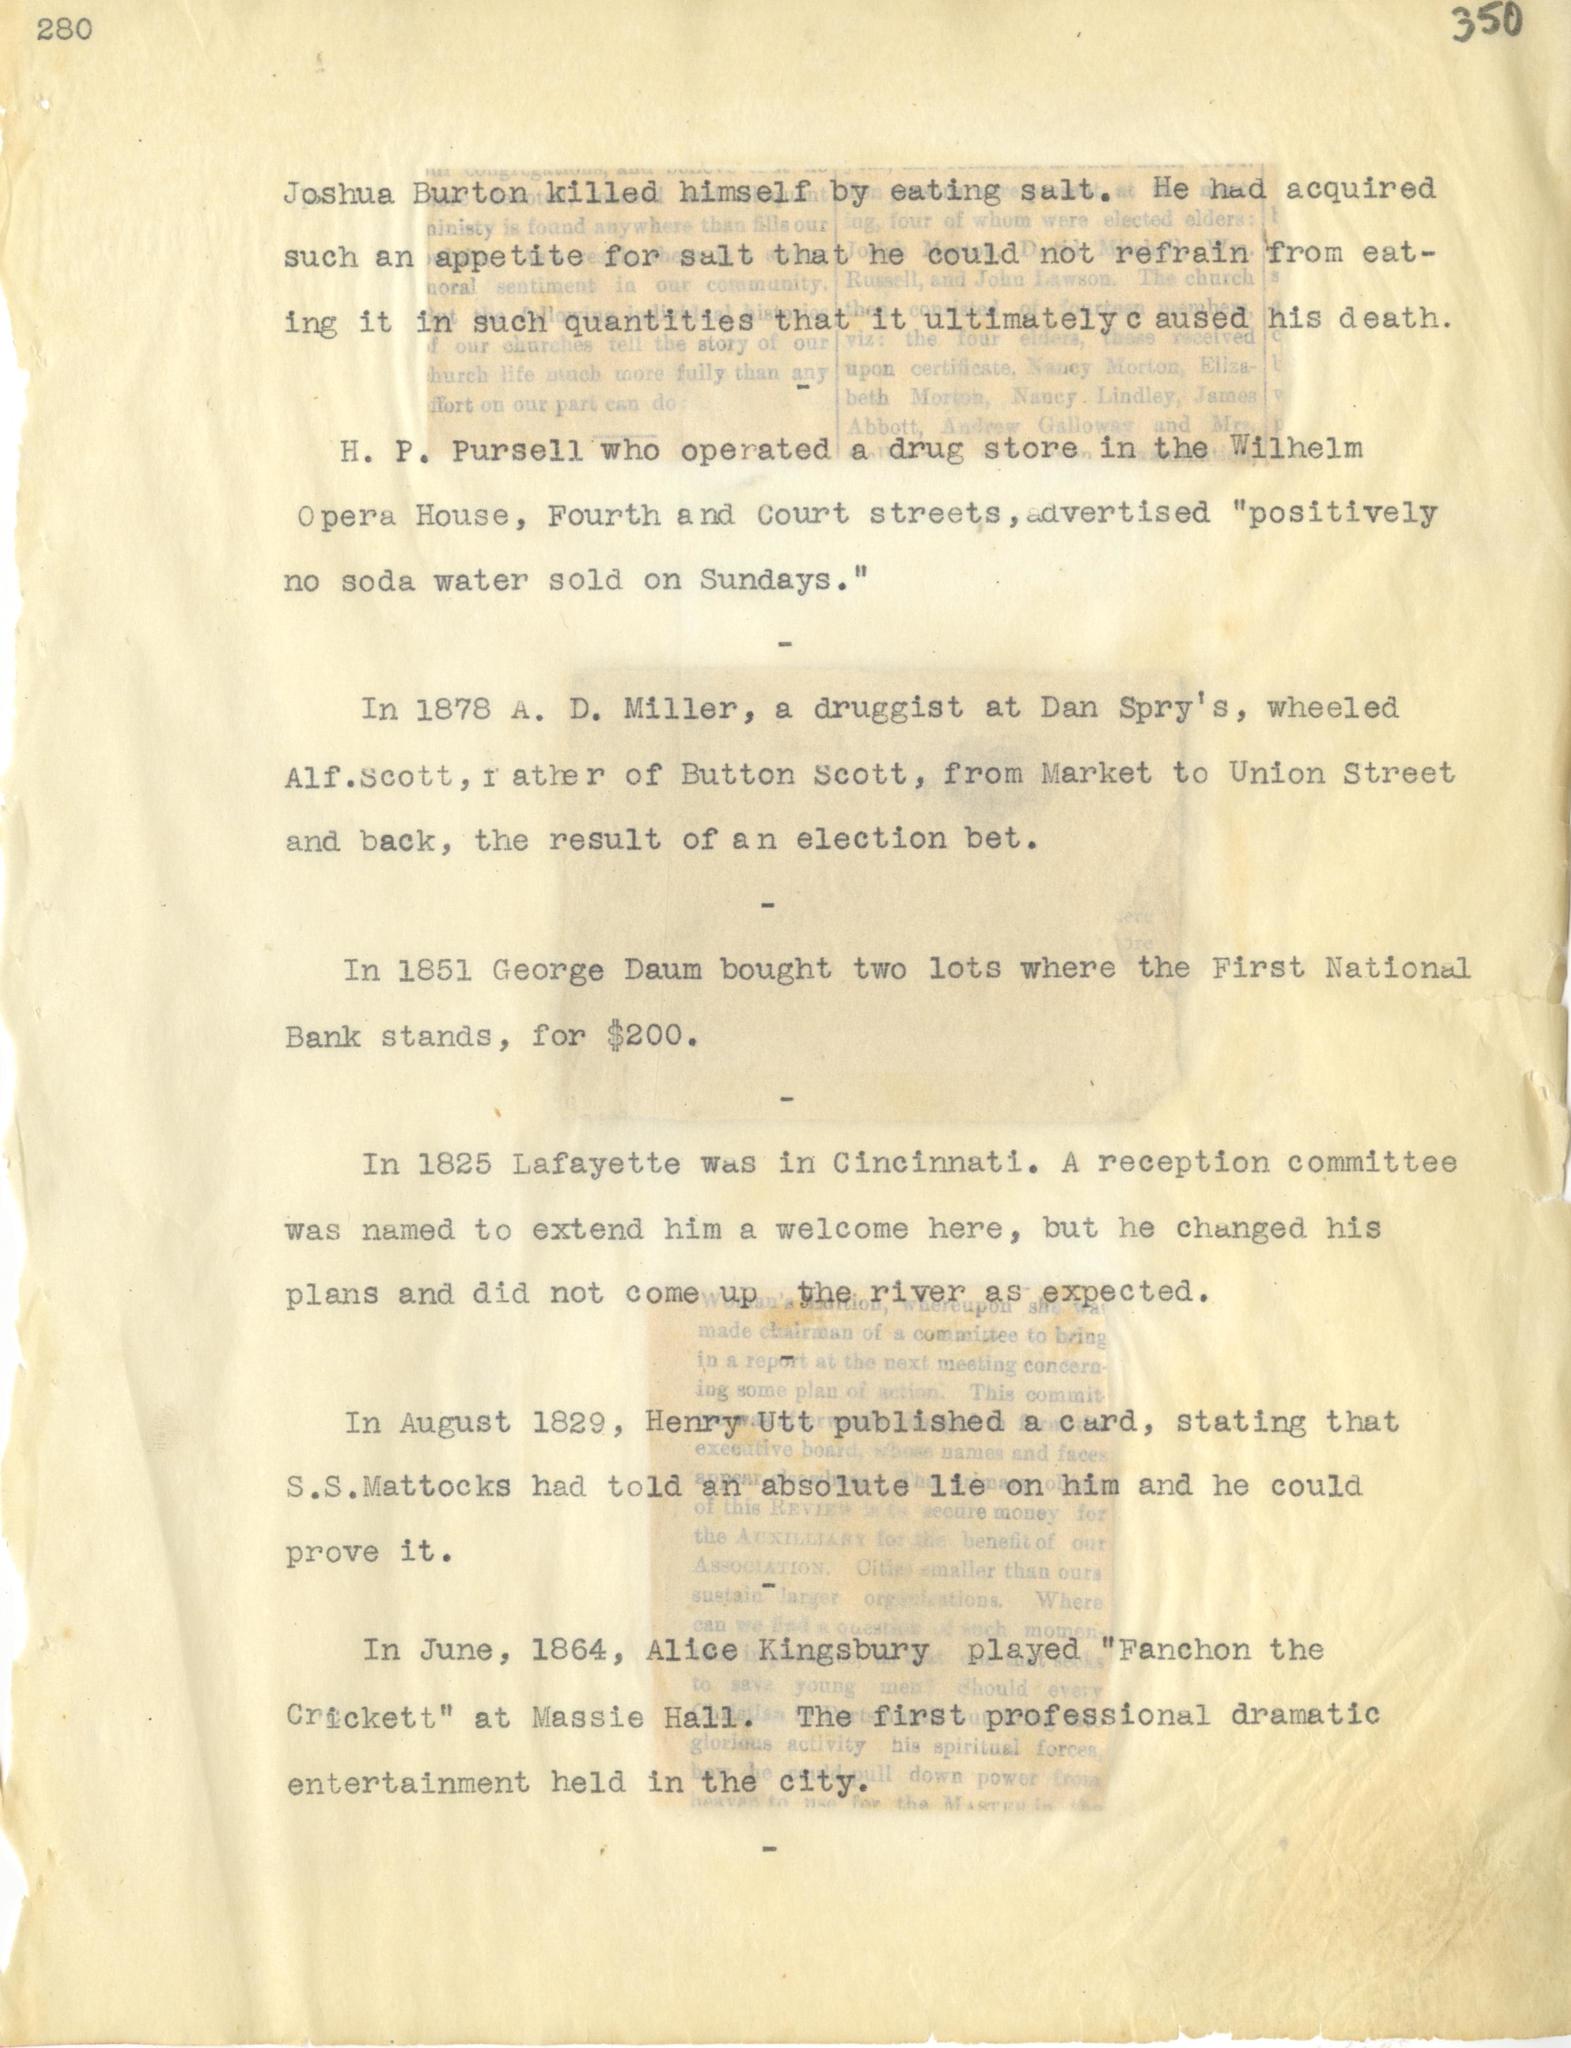 280
350
Joshua Burton killed himself by eating salt. He had acquired
such an appetite for salt that he could not refrain from eat-
ing it in such quantities that it ultimately c aused his death.
-
H. P. Pursell who operated a drug store in the Wilhelm
Opera House, Fourth and Court streets, advertised "positively
no soda water sold on Sundays."
-
In 1878 A. D. Miller, a druggist at Dan Spry's, wheeled
Alf.Scott, f ather of Button Scott, from Market to Union Street
and back, the result of an election bet.
-
In 1851 George Daum bought two lots where the First National
Bank stands, for $200.
-
In 1825 Lafayette was in Cincinnati. A reception committee
was named to extend him a welcome here, but he changed his
plans and did not come up the river as expected.
-
In August 1829, Henry Utt published a card, stating that
S.S.Mattocks had told an absolute lie on him and he could
prove it.
-
In June, 1864, Alice Kingsbury played "Fanchon the
Crickett" at Massie Hall. The first professional dramatic
entertainment held in the city.
-